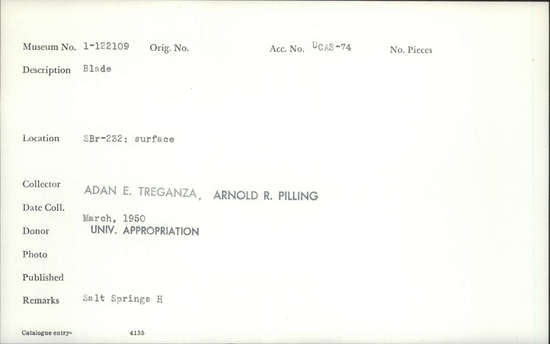 Museum No. 1-122109 Orig. No. Acc. No. UCAS-74 No. Pieces
Description Blade
Location SBr-232; surface
Collector ADAN E. TREGANZA, ARNOLD R. PILLING
Date Coll. March, 1950
Donor UNIV. APPROPRIATION
Photo
Published
Remarks Salt Springs H
Catalogue entry- 4135